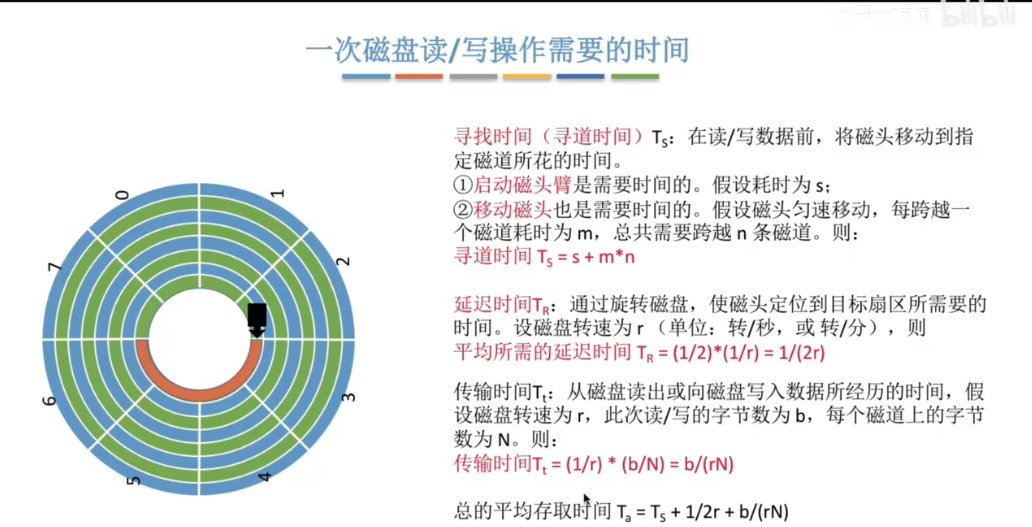 bilibili
一次磁盘读/写操作需要的时间
寻找时间（寻道时间）TS：在读/写数据前，将磁头移动到指
定磁道所花的时间。
①启动磁头臂是需要时间的。假设耗时为 s；
②移动磁头也是需要时间的。假设磁头匀速移动，每跨越一
个磁道耗时为 m，总共需要跨越 n 条磁道。则：
寻道时间 TS = s + m*n
延迟时间TR：通过旋转磁盘，使磁头定位到目标扇区所需要的
时间。设磁盘转速为 r （单位：转/秒，或 转/分），则
平均所需的延迟时间 TR = (1/2)*(1/r) = 1/(2r)
传输时间Tt：从磁盘读出或向磁盘写入数据所经历的时间，假
设磁盘转速为 r，此次读/写的字节数为 b，每个磁道上的字节
数为 N。则：
传输时间Tt = (1/r) * (b/N) = b/(rN)
总的平均存取时间 Ta = TS + 1/2r + b/(rN)
0
1
2
3
4
5
6
7